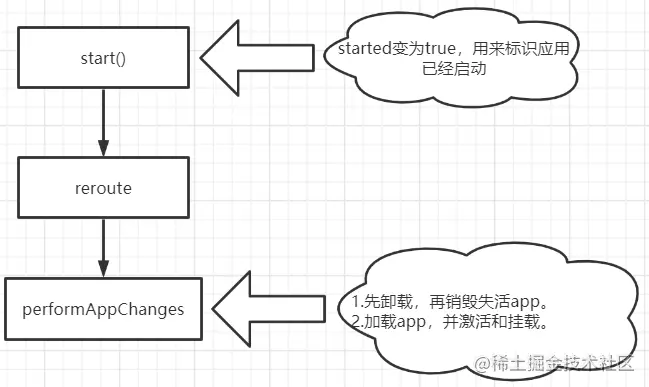 start()
started变为true，用来标识应用
已经启动
reroute
performAppChanges
1.先卸载，再销毁失活app。
2.加载app，并激活和挂载。
@稀土掘金技术社区